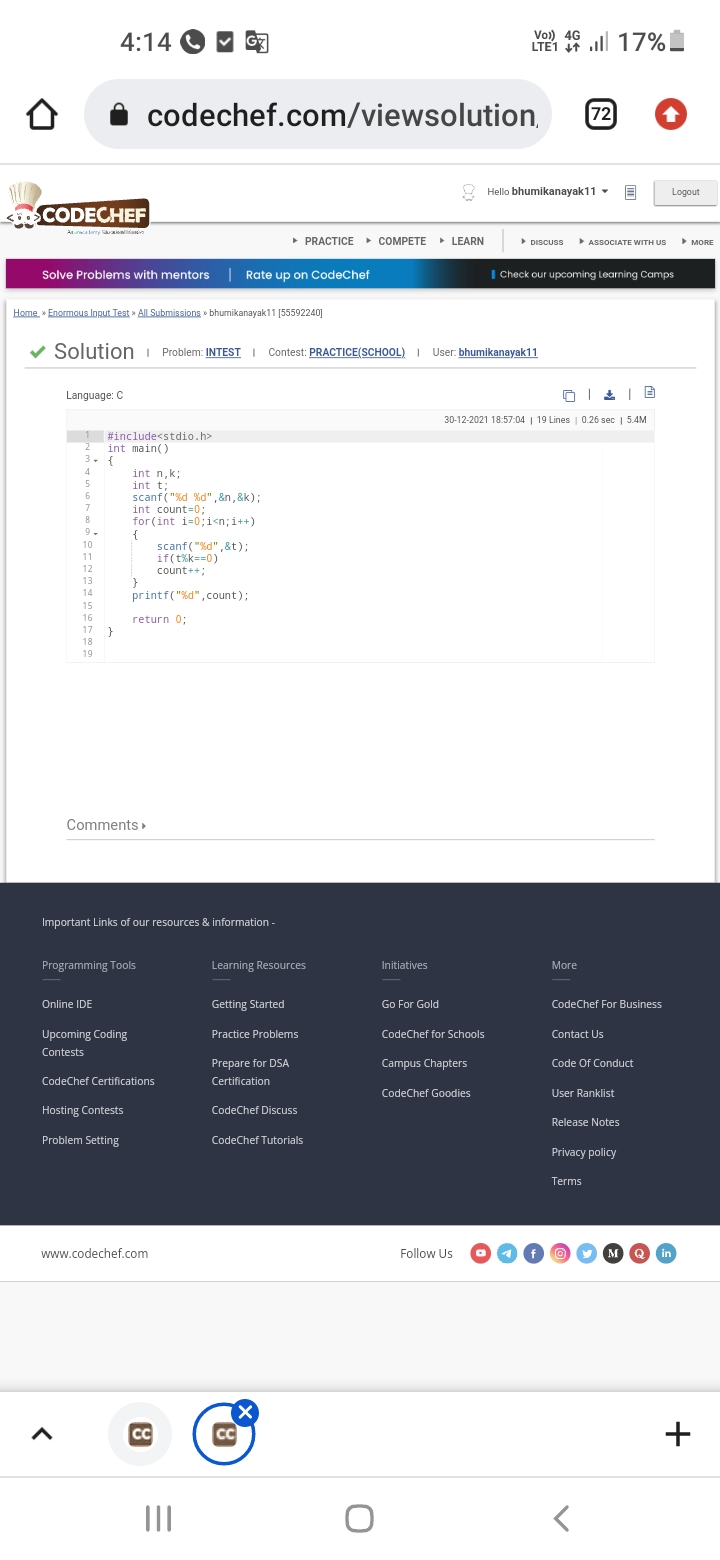 4:14
Vo)) 4G
LTE1
17%
codechef.com/viewsolution
72
CODECHEF
Hello bhumikanayak11
Logout
PRACTICE COMPETE LEARN DISCUSS ASSOCIATE WITH US MORE
Solve Problems with mentors | Rate up on CodeChef Check our upcoming Learning Camps
Home » Enormous Input Test » All Submissions » bhumikanayak11 [55592240]
Solution | Problem: INTEST | Contest: PRACTICE(SCHOOL) | User: bhumikanayak11
Language: C
30-12-2021 18:57:04 | 19 Lines | 0.26 sec | 5.4M
1 #include<stdio.h>
2 int main()
3 {
4 int n,k;
5 int t;
6 scanf("%d %d",&n,&k);
7 int count=0;
8 for(int i=0;i<n;i++)
9 {
10 scanf("%d",&t);
11 if(t%k==0)
12 count++;
13 }
14 printf("%d",count);
15
16 return 0;
17 }
18
19
Comments
Important Links of our resources & information -
Programming Tools
Online IDE
Upcoming Coding
Contests
CodeChef Certifications
Hosting Contests
Problem Setting
Learning Resources
Getting Started
Practice Problems
Prepare for DSA
Certification
CodeChef Discuss
CodeChef Tutorials
Initiatives
Go For Gold
CodeChef for Schools
Campus Chapters
CodeChef Goodies
More
CodeChef For Business
Contact Us
Code Of Conduct
User Ranklist
Release Notes
Privacy policy
Terms
www.codechef.com
Follow Us
CC
CC